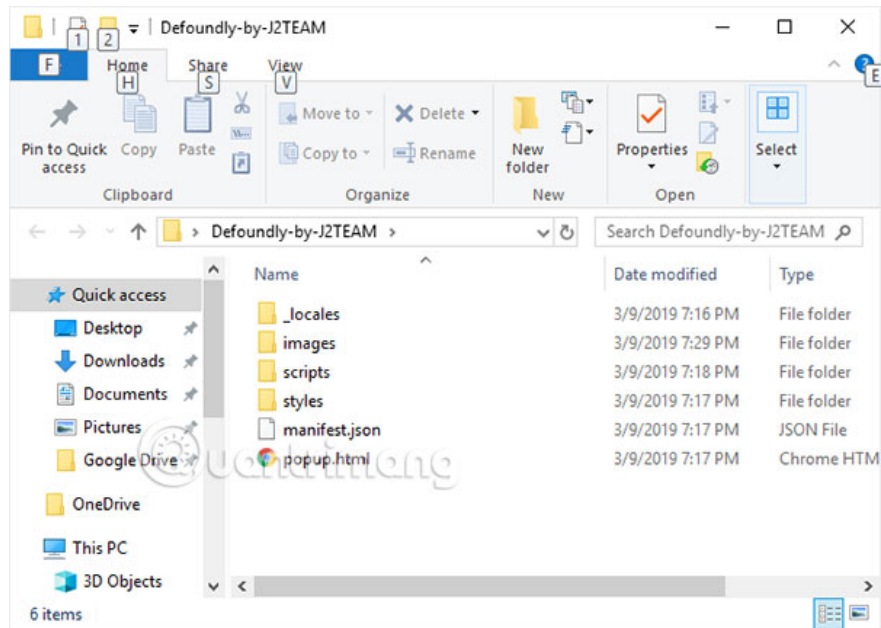 1 2 Defoundly-by-J2TEAM
F Home Share View
H S V E
Pin to Quick access Copy Paste Move to Copy to Delete Rename New folder Properties Select
Clipboard Organize New Open
Defoundly-by-J2TEAM Search Defoundly-by-J2TEAM
Name Date modified Type
Quick access
_locales 3/9/2019 7:16 PM File folder
Desktop
images 3/9/2019 7:29 PM File folder
Downloads
scripts 3/9/2019 7:18 PM File folder
Documents
styles 3/9/2019 7:17 PM File folder
Pictures
manifest.json 3/9/2019 7:17 PM JSON File
Google Drive
popup.html 3/9/2019 7:17 PM Chrome HTM
@uantrimang
OneDrive
This PC
3D Objects
6 items